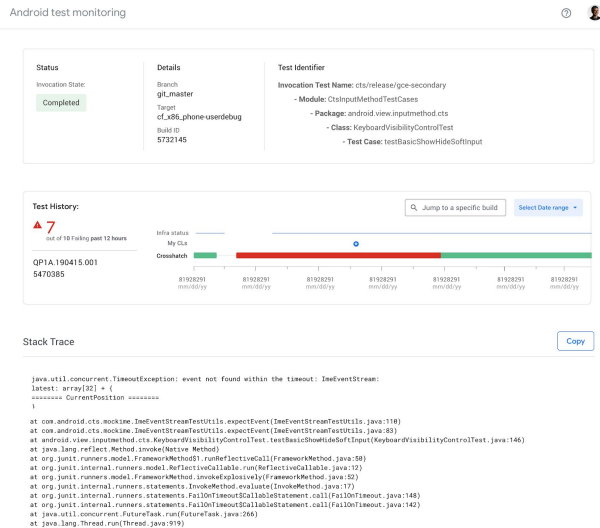 Android test monitoring
Status
Invocation State:
Completed
Details
Branch
git_master
Target
cf_x86_phone-userdebug
Build ID
5732145
Test Identifier
Invocation Test Name: cts/release/gce-secondary
- Module: CtsInputMethodTestCases
- Package: android.view.inputmethod.cts
- Class: KeyboardVisibilityControlTest
- Test Case: testBasicShowHideSoftInput
Test History:
Jump to a specific build
Select Date range
7
out of 10 Failing past 12 hours
QP1A.190415.001
5470385
Infra status
My CLs
Crosshatch
81928291 81928291 81928291 81928291 81928291 81928291 81928291
mm/dd/yy mm/dd/yy mm/dd/yy mm/dd/yy mm/dd/yy mm/dd/yy mm/dd/yy
Stack Trace
Copy
java.util.concurrent.TimeoutException: event not found within the timeout: ImeEventStream:
latest: array[32] + {
======== CurrentPosition ========
}
at com.android.cts.mockime.ImeEventStreamTestUtils.expectEvent(ImeEventStreamTestUtils.java:110)
at com.android.cts.mockime.ImeEventStreamTestUtils.expectEvent(ImeEventStreamTestUtils.java:83)
at android.view.inputmethod.cts.KeyboardVisibilityControlTest.testBasicShowHideSoftInput(KeyboardVisibilityControlTest.java:146)
at java.lang.reflect.Method.invoke(Native Method)
at org.junit.runners.model.FrameworkMethod$1.runReflectiveCall(FrameworkMethod.java:50)
at org.junit.internal.runners.model.ReflectiveCallable.run(ReflectiveCallable.java:12)
at org.junit.runners.model.FrameworkMethod.invokeExplosively(FrameworkMethod.java:52)
at org.junit.internal.runners.statements.InvokeMethod.evaluate(InvokeMethod.java:17)
at org.junit.internal.runners.statements.FailOnTimeout$CallableStatement.call(FailOnTimeout.java:148)
at org.junit.internal.runners.statements.FailOnTimeout$CallableStatement.call(FailOnTimeout.java:142)
at java.util.concurrent.FutureTask.run(FutureTask.java:266)
at java.lang.Thread.run(Thread.java:919)